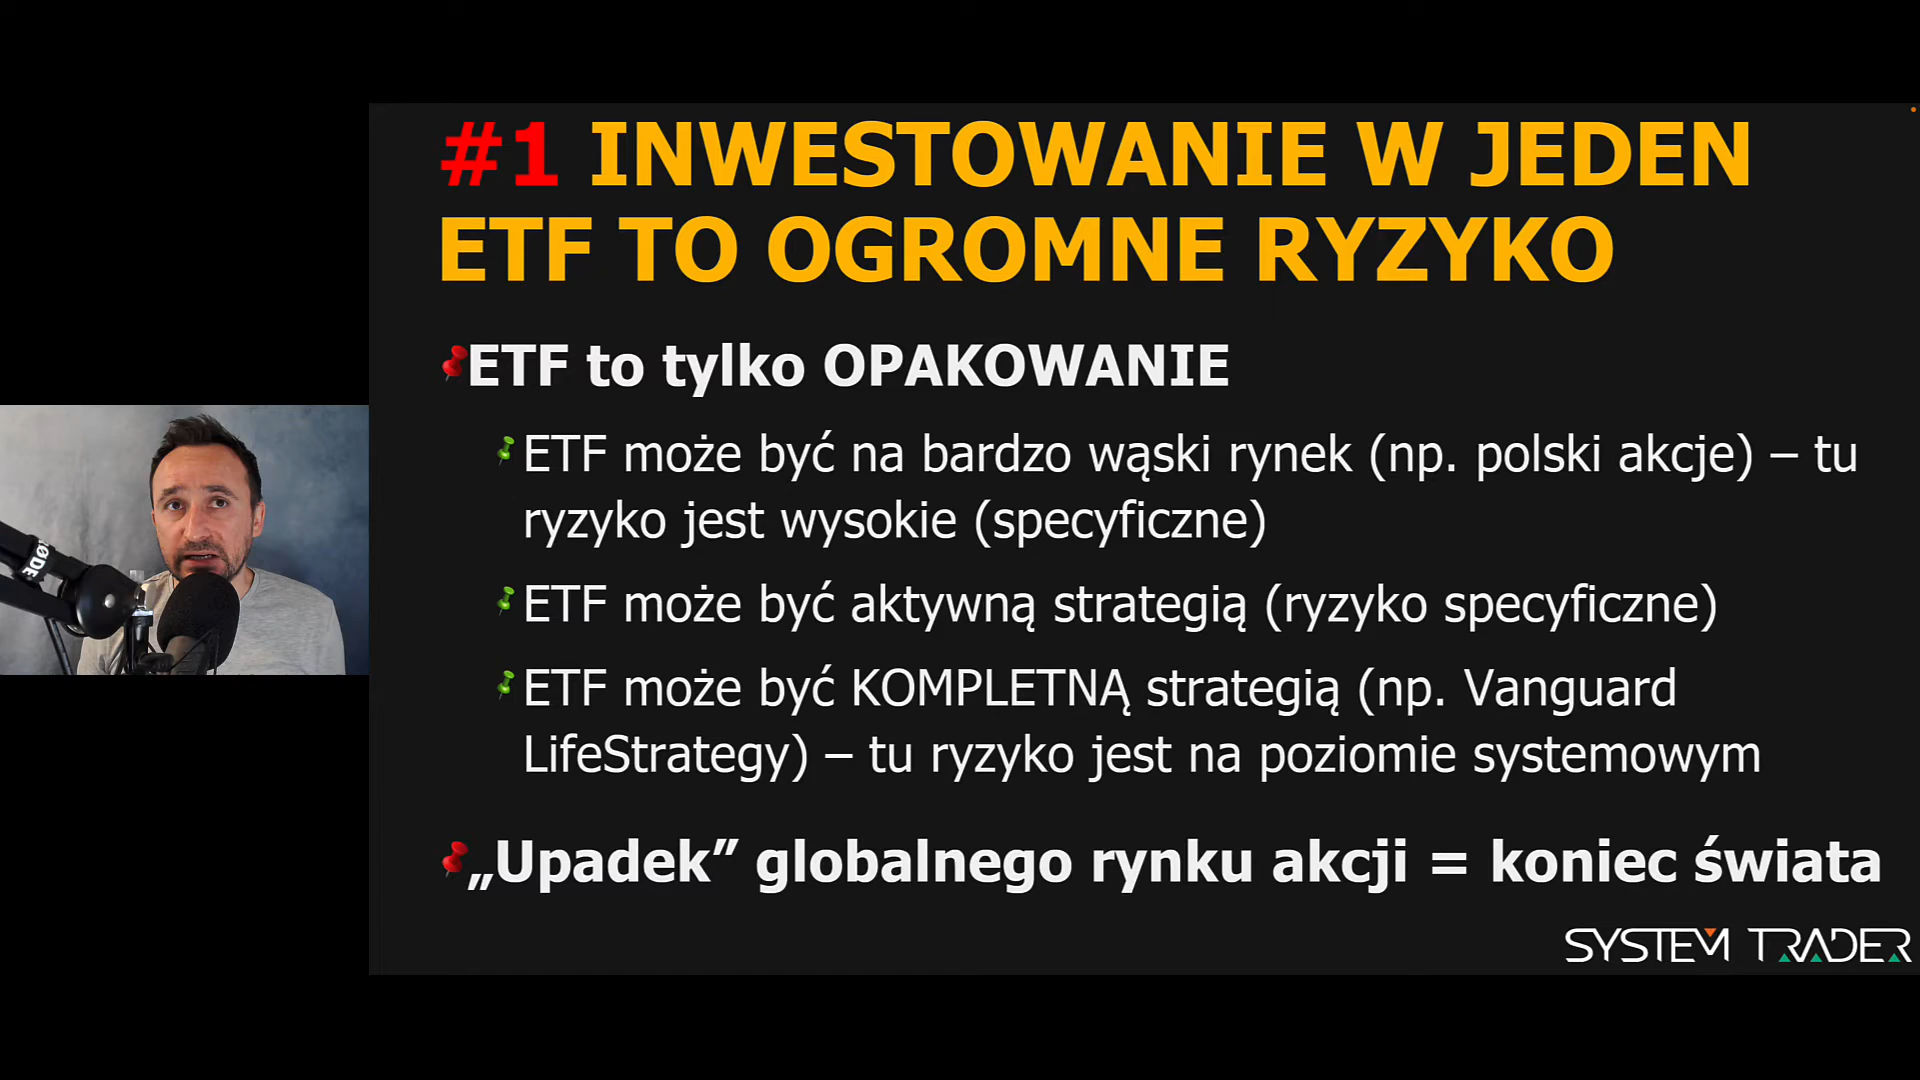 #1 INWESTOWANIE W JEDEN
ETF TO OGROMNE RYZYKO
ETF to tylko OPAKOWANIE
ETF może być na bardzo wąski rynek (np. polski akcje) – tu
ryzyko jest wysokie (specyficzne)
ETF może być aktywną strategią (ryzyko specyficzne)
ETF może być KOMPLETNĄ strategią (np. Vanguard
LifeStrategy) – tu ryzyko jest na poziomie systemowym
„Upadek” globalnego rynku akcji = koniec świata
SYSTEM TRADER
RØDE